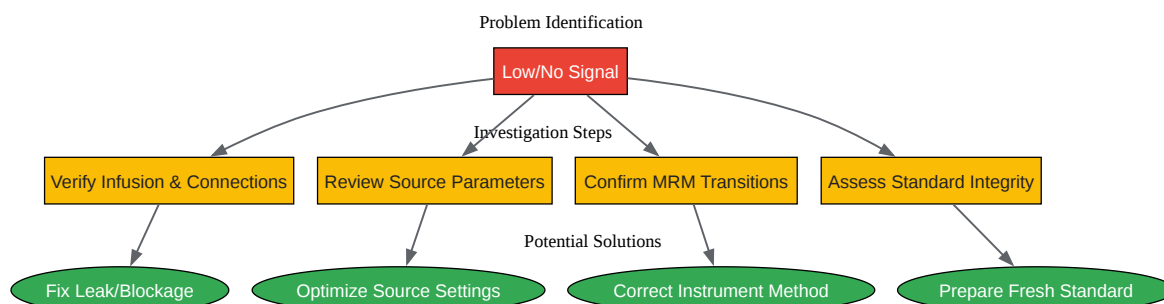 Problem Identification
Low/No Signal
Investigation Steps
Verify Infusion & Connections
Review Source Parameters
Confirm MRM Transitions
Assess Standard Integrity
Potential Solutions
Fix Leak/Blockage
Optimize Source Settings
Correct Instrument Method
Prepare Fresh Standard